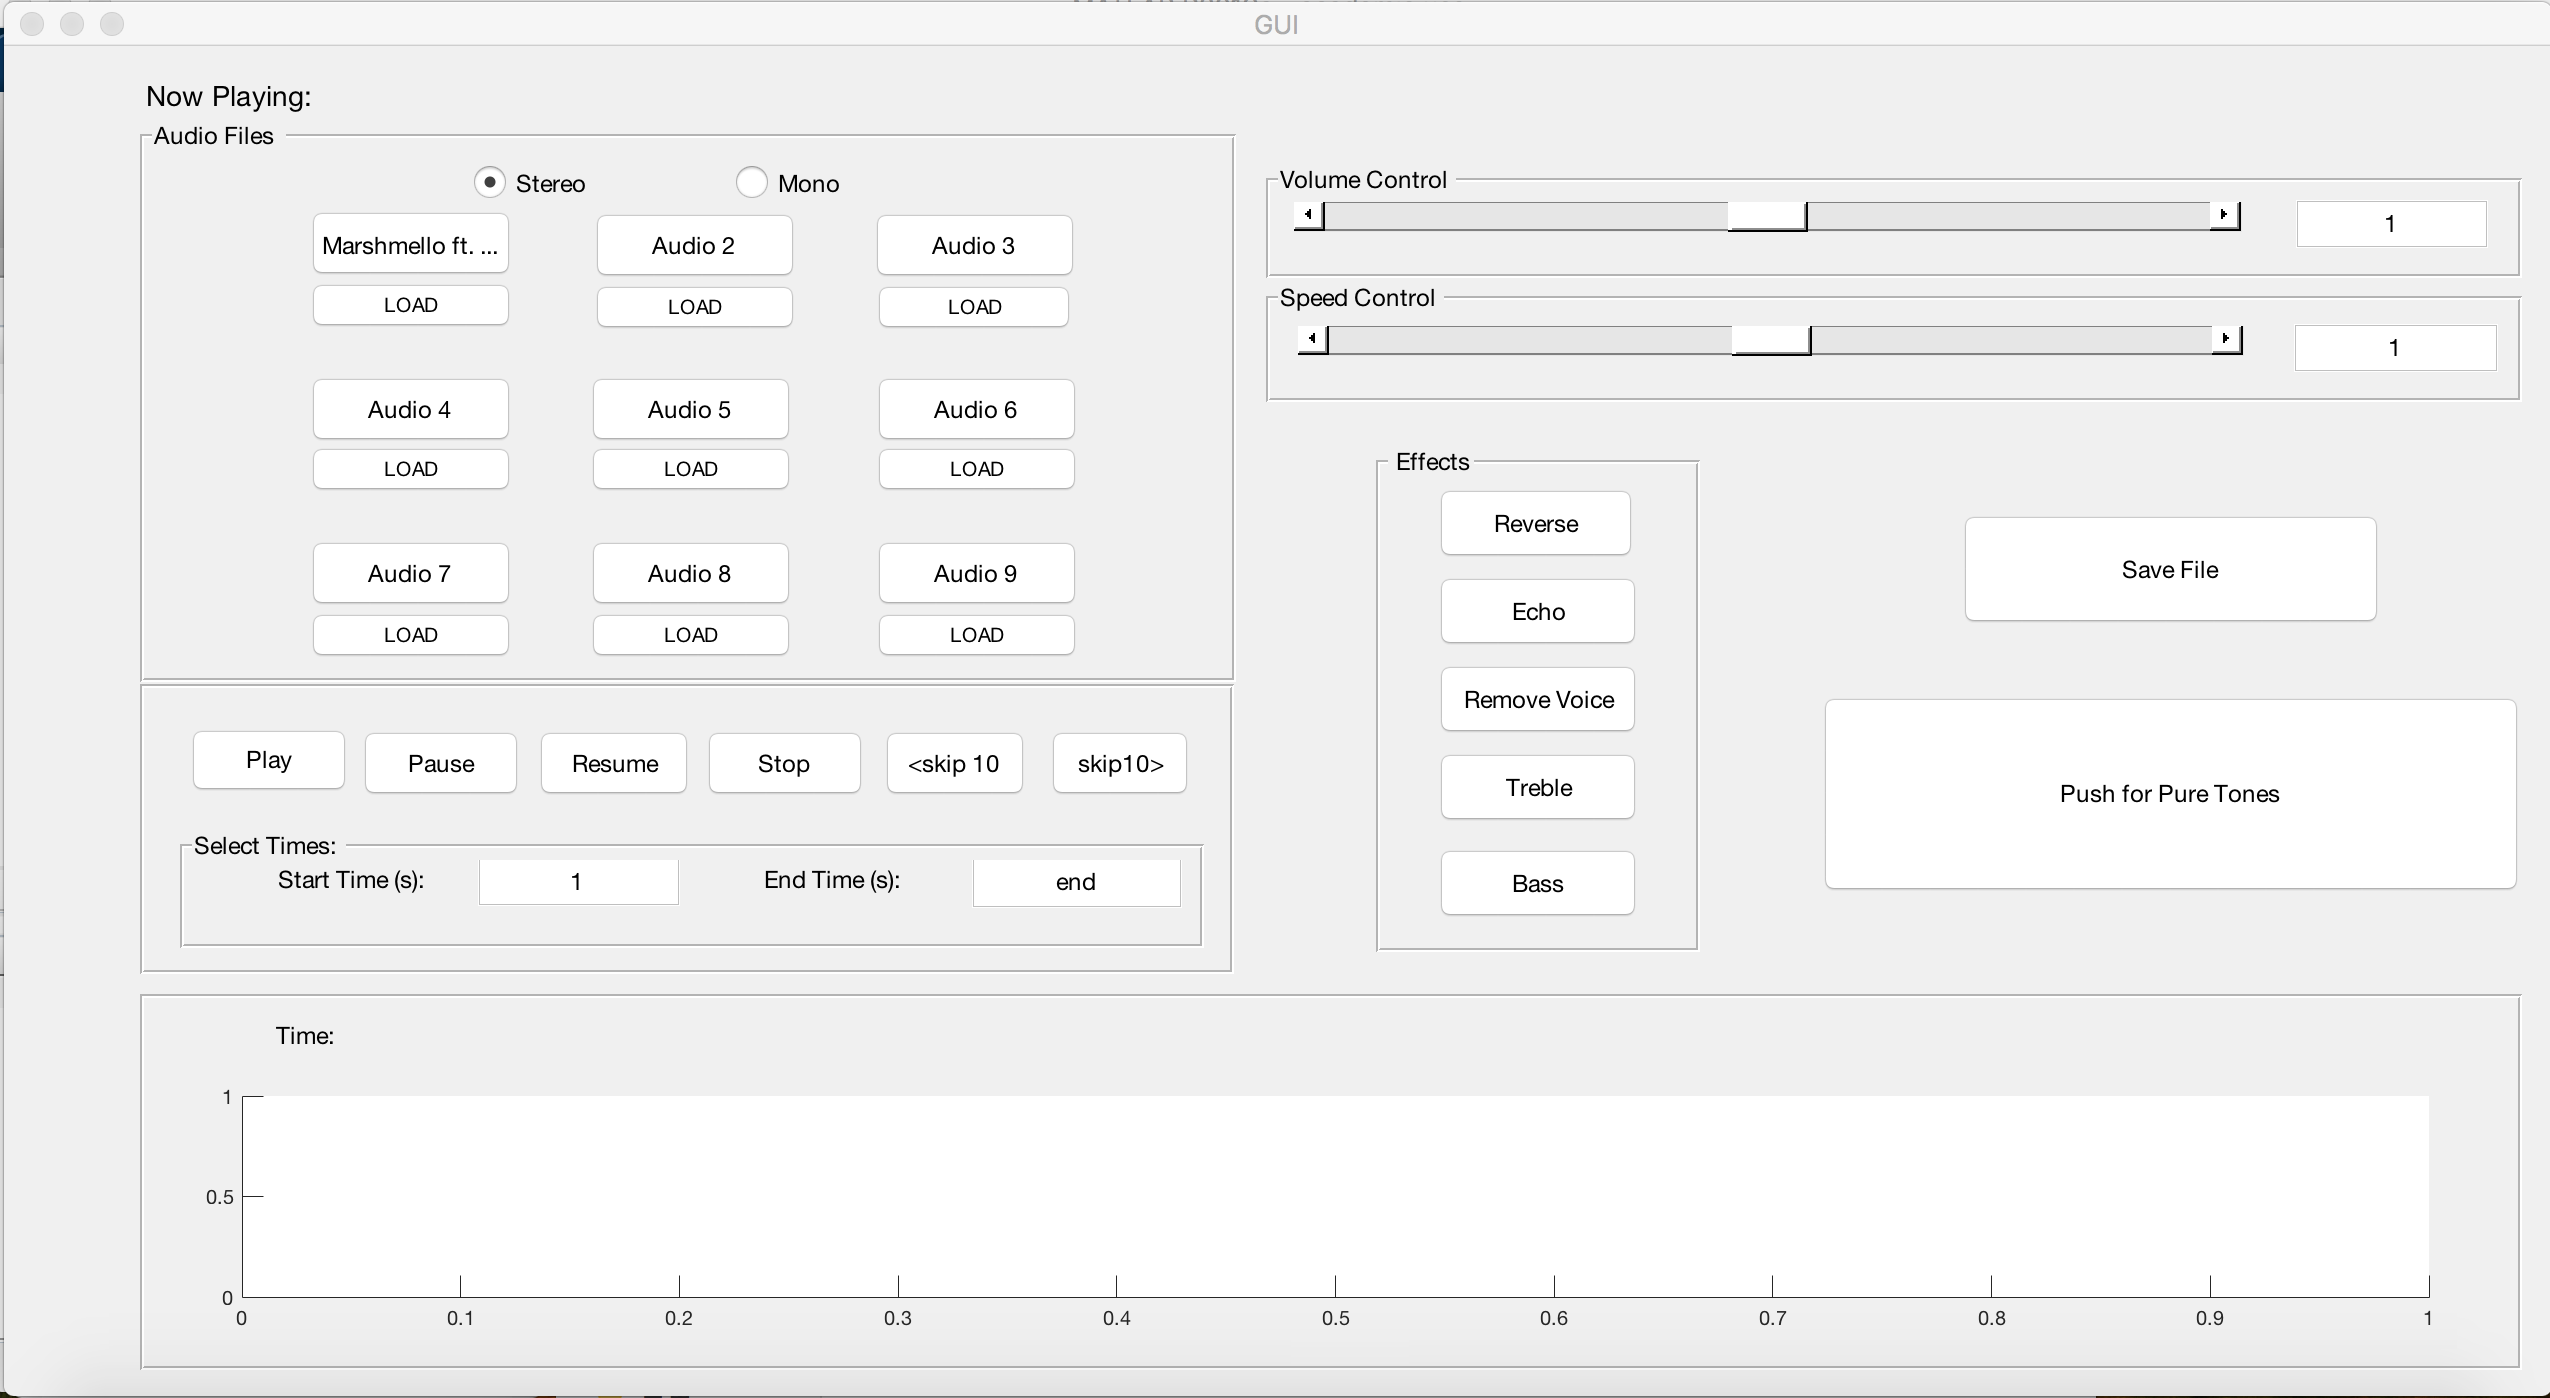 GUI
Now Playing:
Audio Files
Stereo Mono
Marshmello ft. ... Audio 2 Audio 3
LOAD LOAD LOAD
Audio 4 Audio 5 Audio 6
LOAD LOAD LOAD
Audio 7 Audio 8 Audio 9
LOAD LOAD LOAD
Play Pause Resume Stop <skip 10 skip10>
Select Times:
Start Time (s): 1 End Time (s): end
Volume Control
1
Speed Control
1
Effects
Reverse
Echo
Remove Voice
Treble
Bass
Save File
Push for Pure Tones
Time:
1
0.5
0
0 0.1 0.2 0.3 0.4 0.5 0.6 0.7 0.8 0.9 1